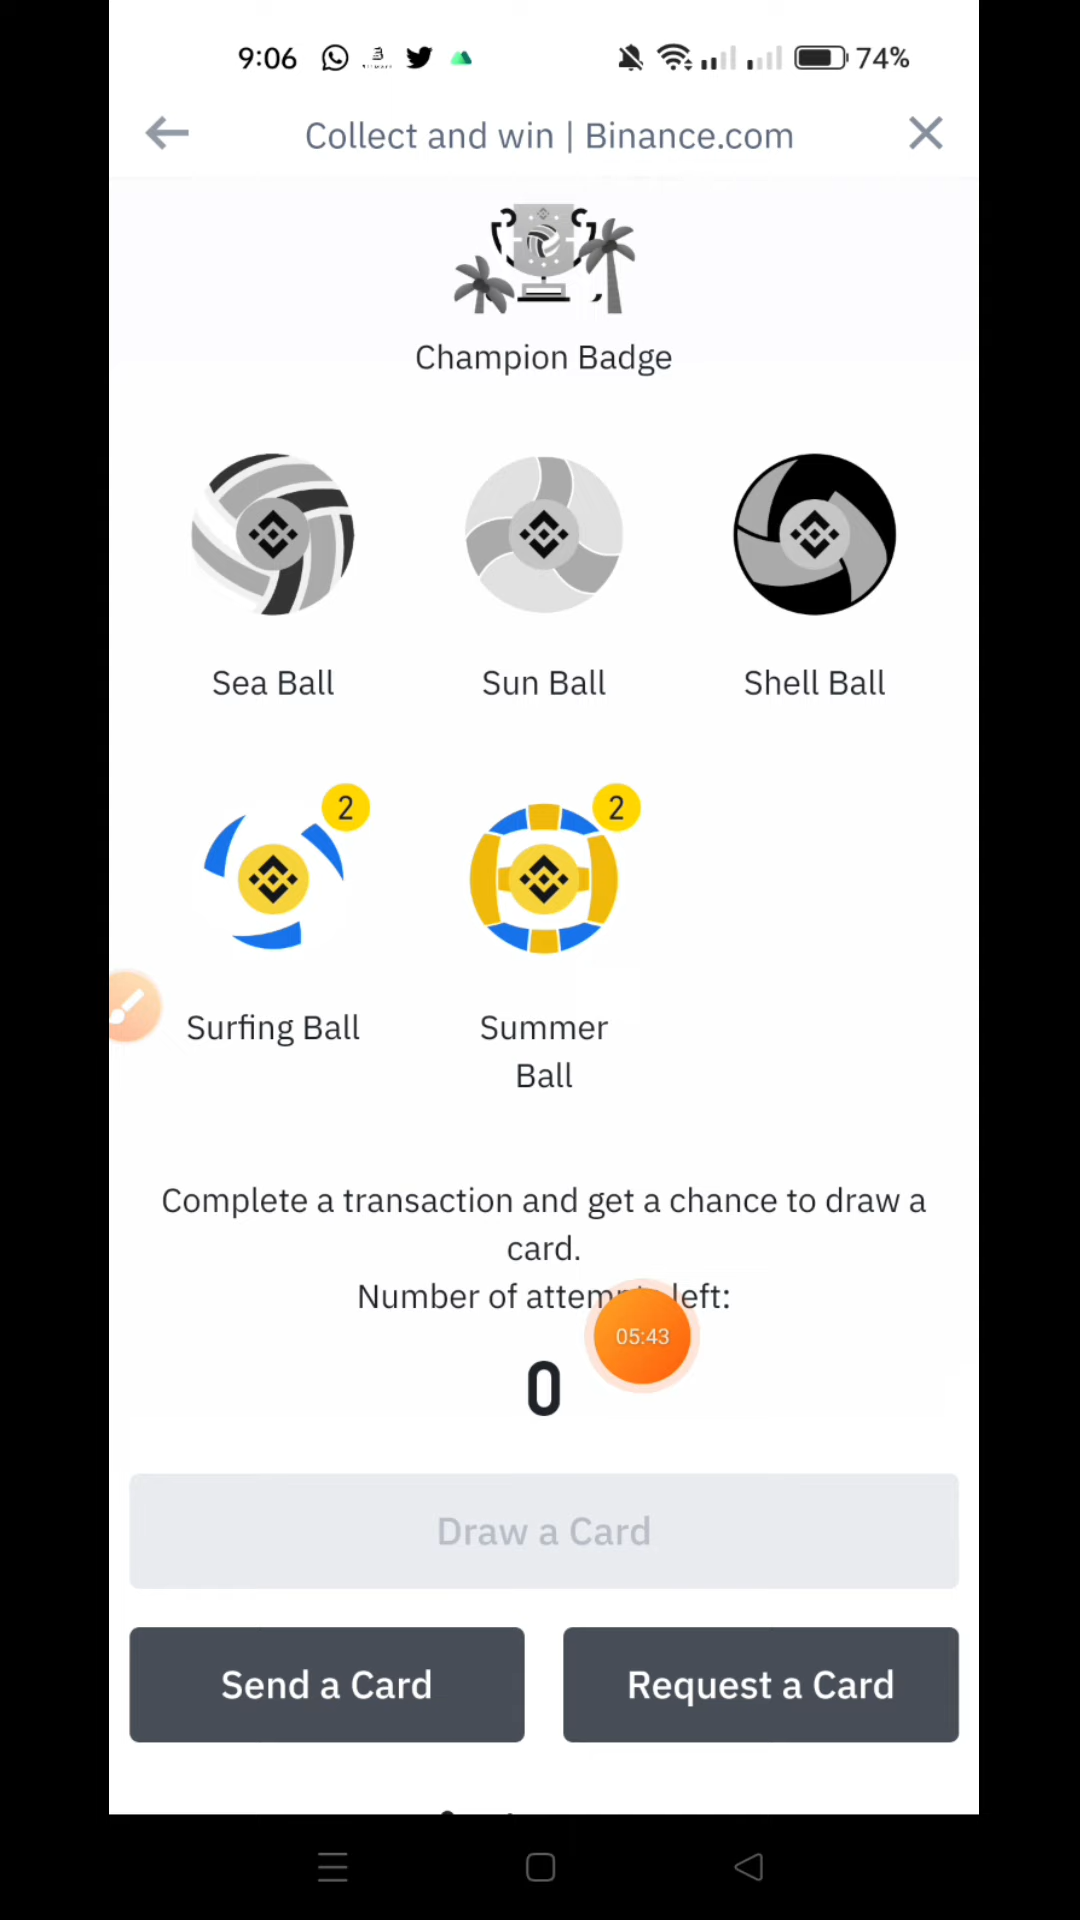 9:06 74%
Collect and win | Binance.com
Champion Badge
Sea Ball Sun Ball Shell Ball
2 2
Surfing Ball Summer
Ball
Complete a transaction and get a chance to draw a
card.
Number of left:
05:43
0
Draw a Card
Send a Card Request a Card